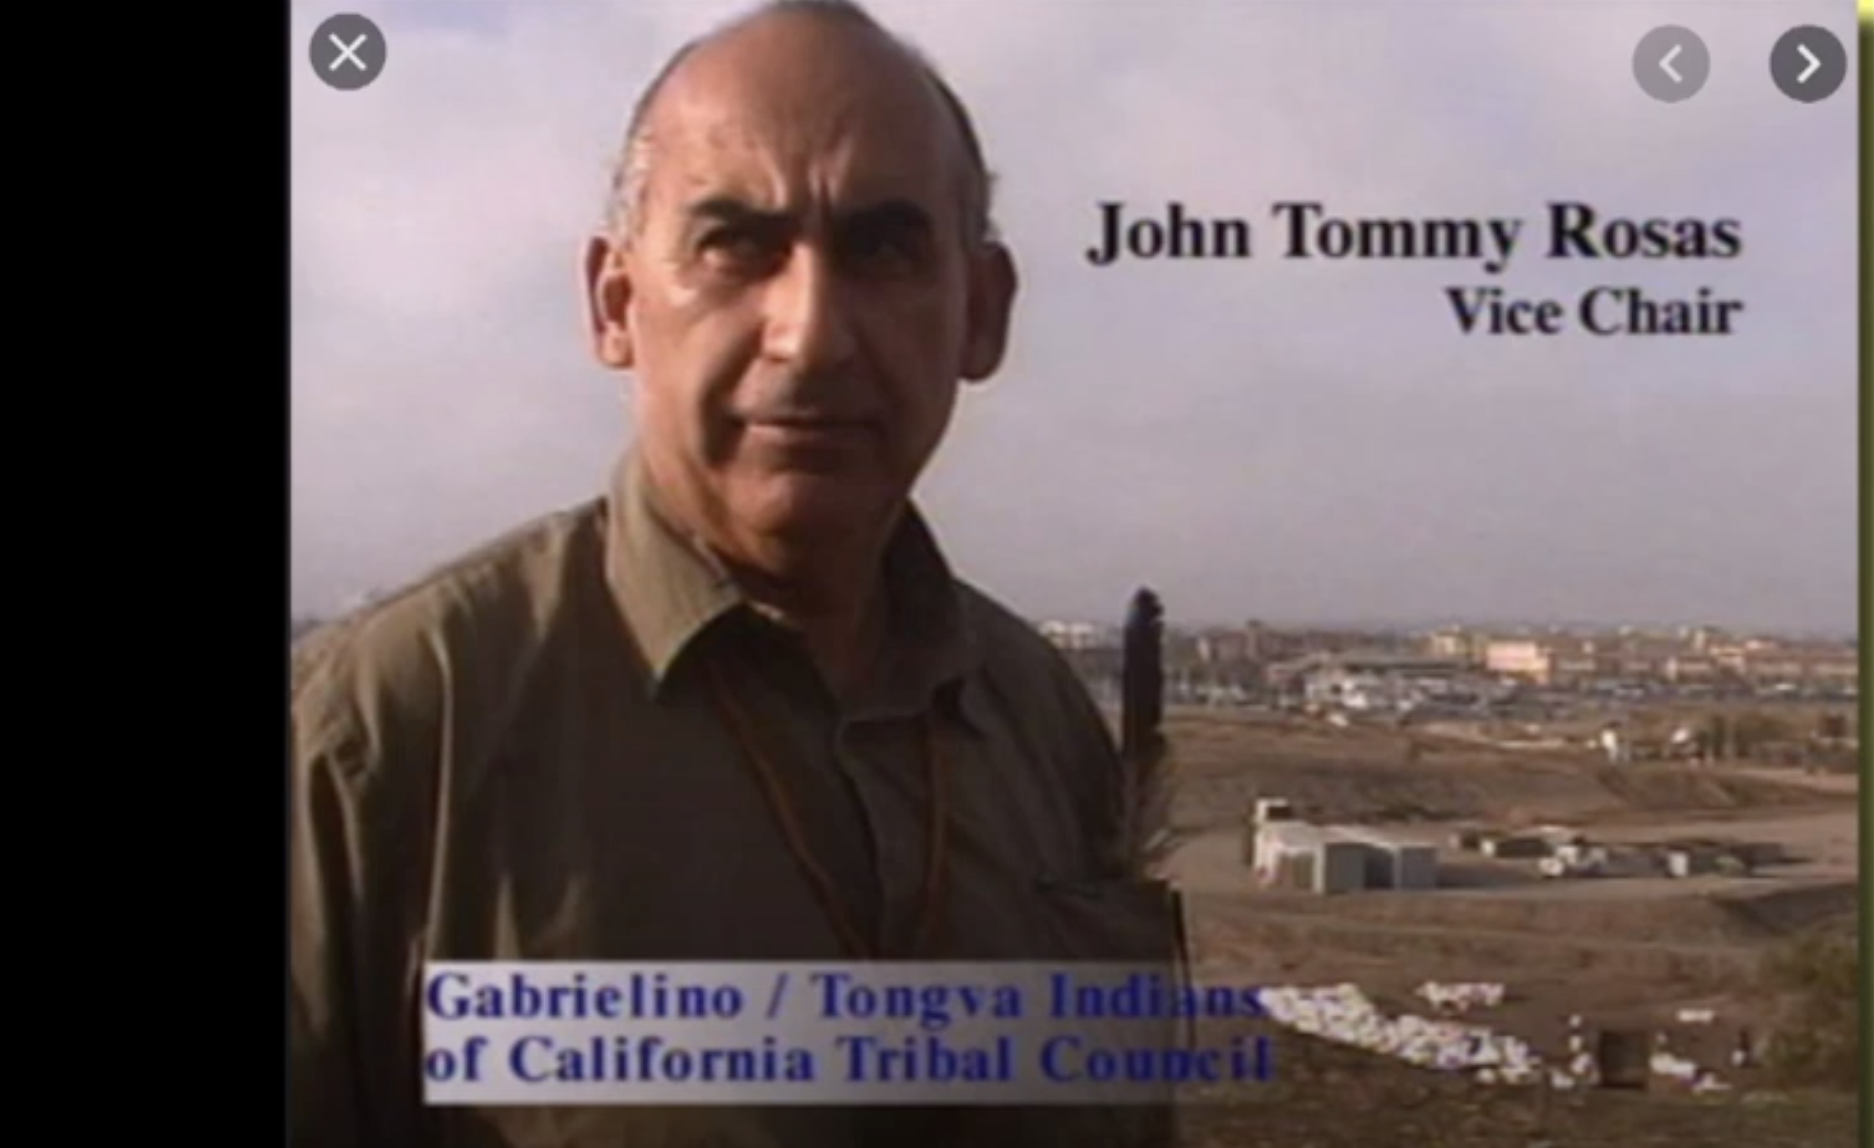 John Tommy Rosas
Vice Chair
Gabrielino / Tongva Indians
of California Tribal Council